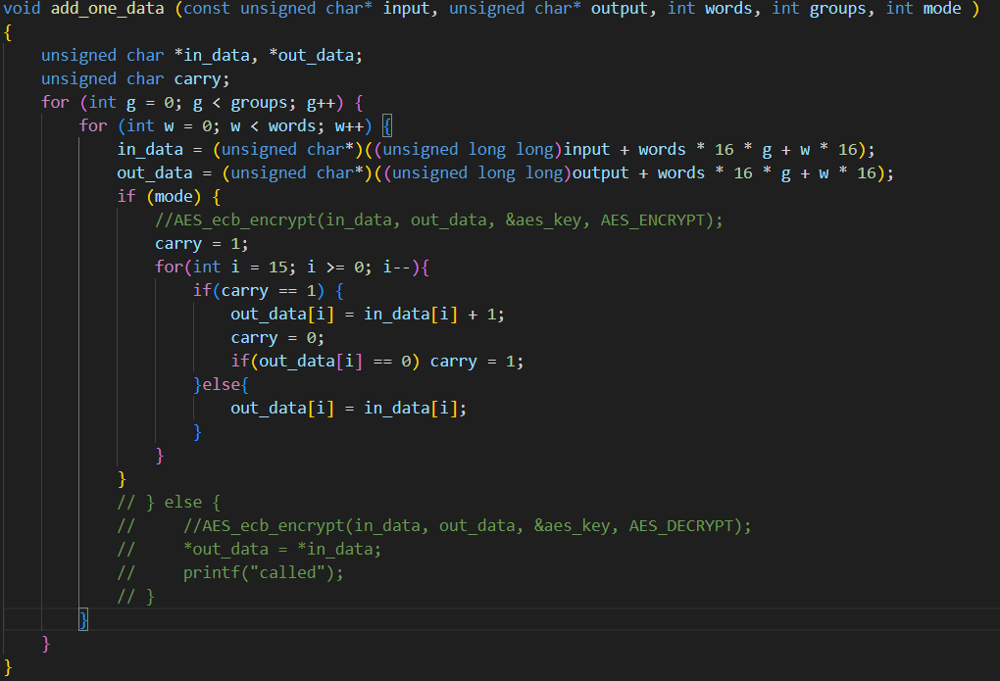 void add_one_data (const unsigned char* input, unsigned char* output, int words, int groups, int mode )
{
    unsigned char *in_data, *out_data;
    unsigned char carry;
    for (int g = 0; g < groups; g++) {
        for (int w = 0; w < words; w++) {
            in_data = (unsigned char*)((unsigned long long)input + words * 16 * g + w * 16);
            out_data = (unsigned char*)((unsigned long long)output + words * 16 * g + w * 16);
            if (mode) {
                //AES_ecb_encrypt(in_data, out_data, &aes_key, AES_ENCRYPT);
                carry = 1;
                for(int i = 15; i >= 0; i--){
                    if(carry == 1) {
                        out_data[i] = in_data[i] + 1;
                        carry = 0;
                        if(out_data[i] == 0) carry = 1;
                    }else{
                        out_data[i] = in_data[i];
                    }
                }
            }
            // } else {
            //     //AES_ecb_encrypt(in_data, out_data, &aes_key, AES_DECRYPT);
            //     *out_data = *in_data;
            //     printf("called");
            // }
        }
    }
}